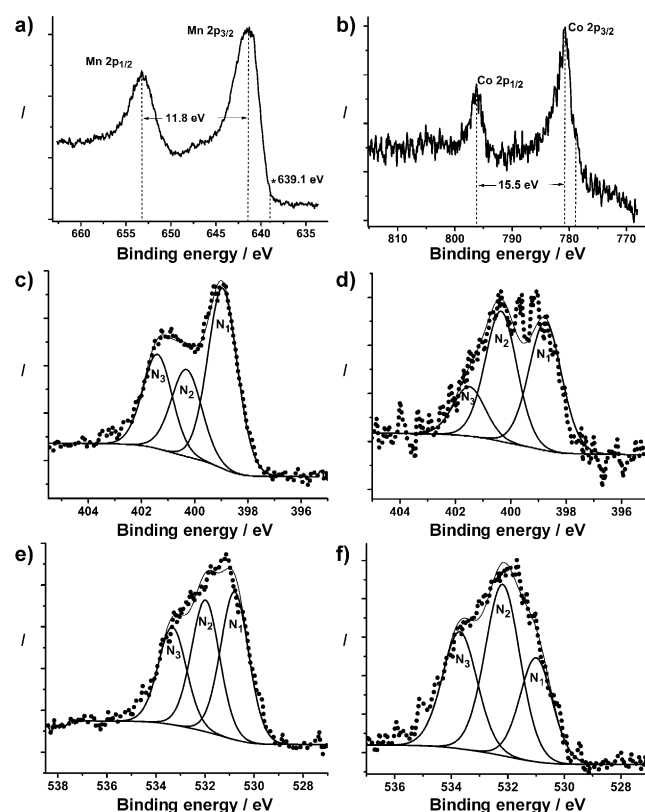 a)
Mn 2p3/2
Mn 2p1/2
11.8 eV
*639.1 eV
I
660 655 650 645 640 635
Binding energy / eV
b)
Co 2p3/2
Co 2p1/2
15.5 eV
I
810 800 790 780 770
Binding energy / eV
c)
N1
N3
N2
I
404 402 400 398 396
Binding energy / eV
d)
N2
N1
N3
I
404 402 400 398 396
Binding energy / eV
e)
N3
N2
N1
I
538 536 534 532 530 528
Binding energy / eV
f)
N2
N3
N1
I
536 534 532 530 528
Binding energy / eV